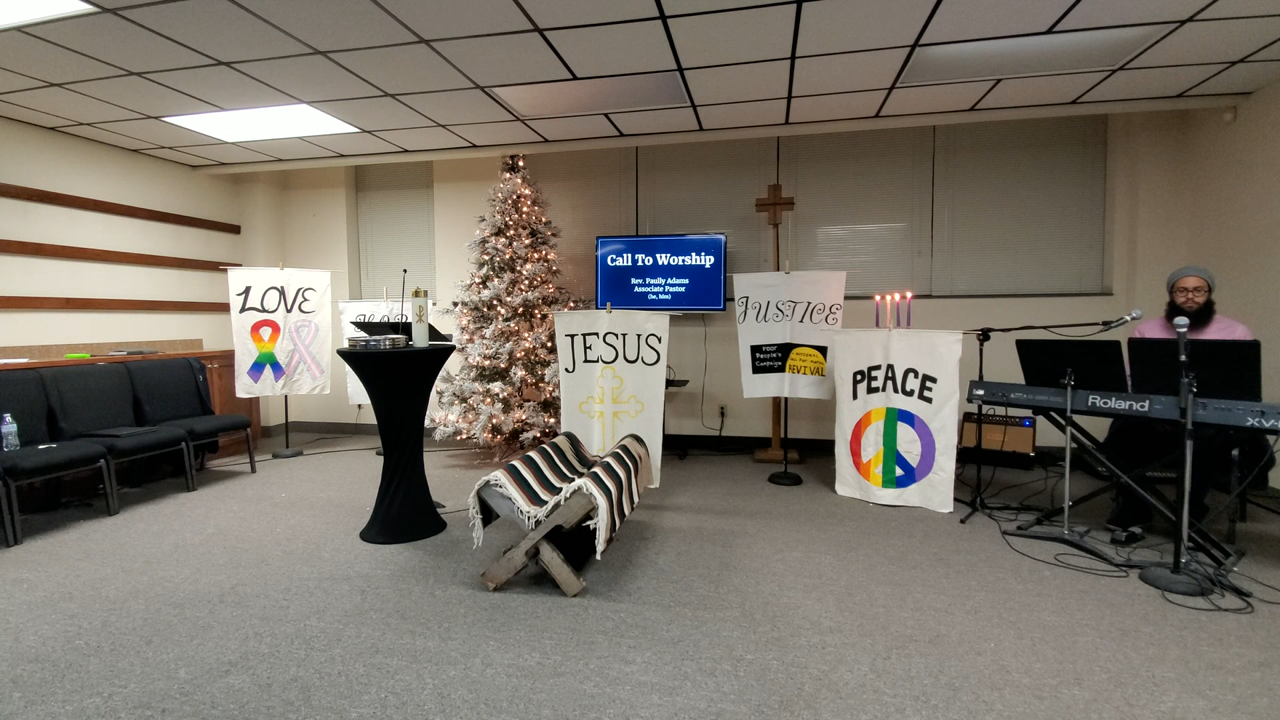 LOVE
Call To Worship
Rev. Paully Adams
Associate Pastor
(he, him)
JESUS
JUSTICE
POOR
People's
Campaign
REVIVAL
PEACE
Roland